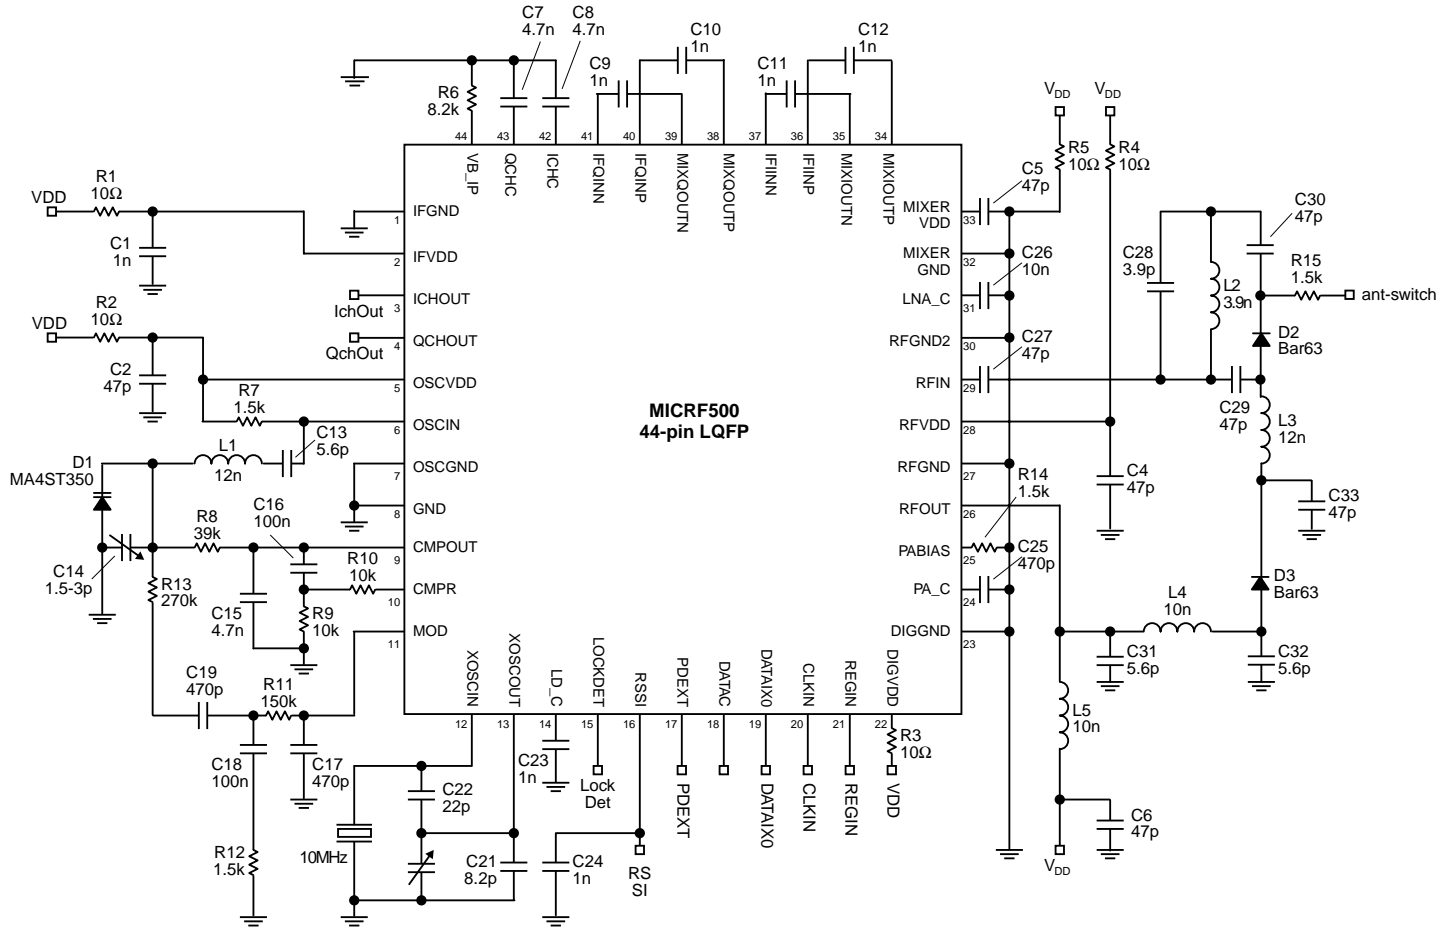 C7
4.7n
C8
4.7n
C10
1n
C12
1n
C9
1n
C11
1n
R6
8.2k
44
43
42
41
40
39
38
37
36
35
34
VB_IP
QCHC
ICHC
IFQINN
IFQINP
MIXQOUTN
MIXQOUTP
IFIINN
IFINP
MIXIOUTN
MIXIOUTP
VDD
VDD
R5
10Ω
R4
10Ω
C5
47p
R1
10Ω
VDD
C1
1n
IFGND
1
IFVDD
2
ICHOUT
3
IchOut
QCHOUT
4
QchOut
OSCVDD
5
OSCIN
6
OSCGND
7
GND
8
CMPOUT
9
CMPR
10
MOD
11
R2
10Ω
VDD
C2
47p
R7
1.5k
L1
12n
C13
5.6p
D1
MA4ST350
C16
100n
R8
39k
R10
10k
C14
1.5-3p
R13
270k
C15
4.7n
R9
10k
C19
470p
R11
150k
C18
100n
C17
470p
R12
1.5k
MICRF500
44-pin LQFP
MIXER
VDD
33
MIXER
GND
32
LNA_C
31
RFGND2
30
RFIN
29
RFVDD
28
RFGND
27
RFOUT
26
PABIAS
25
PA_C
24
DIGGND
23
C26
10n
C27
47p
R14
1.5k
C25
470p
C4
47p
C28
3.9p
L2
3.9n
C30
47p
R15
1.5k
ant-switch
D2
Bar63
C29
47p
L3
12n
C33
47p
D3
Bar63
L4
10n
C31
5.6p
C32
5.6p
L5
10n
C6
47p
VDD
XOSCIN
XOSCOUT
LD_C
LOCKDET
RSSI
PDEXT
DATAC
DATAIX0
CLKIN
REGIN
DIGVDD
12
13
14
15
16
17
18
19
20
21
22
R3
10Ω
C23
1n
Lock
Det
PDEXT
DATAIX0
CLKIN
REGIN
VDD
C22
22p
10MHz
C21
8.2p
C24
1n
RS
SI